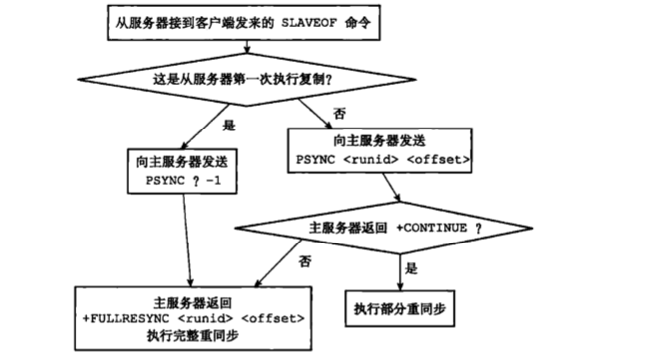 从服务器接到客户端发来的 SLAVEOF 命令
这是从服务器第一次执行复制?
是
否
向主服务器发送
PSYNC ? -1
向主服务器发送
PSYNC <runid> <offset>
主服务器返回 +CONTINUE ?
否
是
主服务器返回
+FULLRESYNC <runid> <offset>
执行完整重同步
执行部分重同步